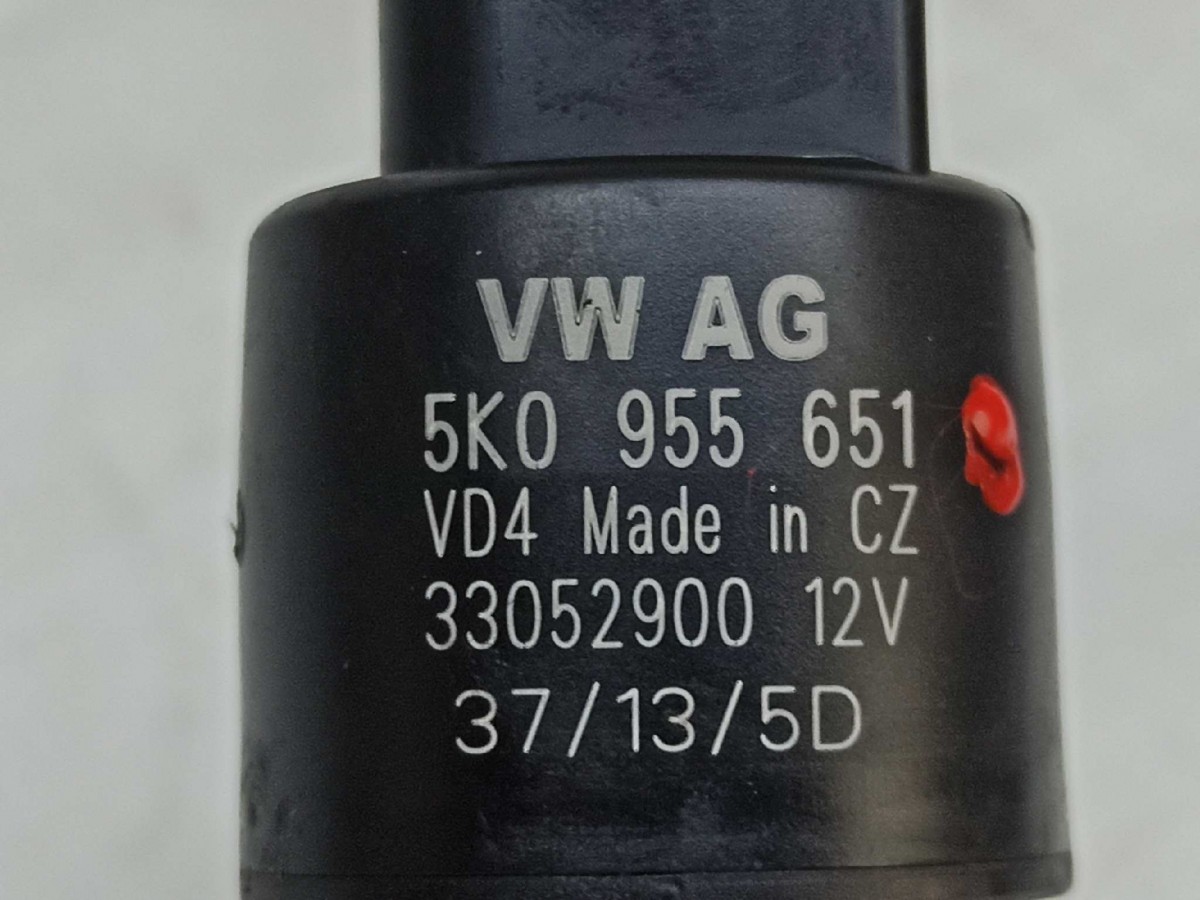 VW AG
5K0 955 651
VD4 Made in CZ
33052900 12V
37/13/5D